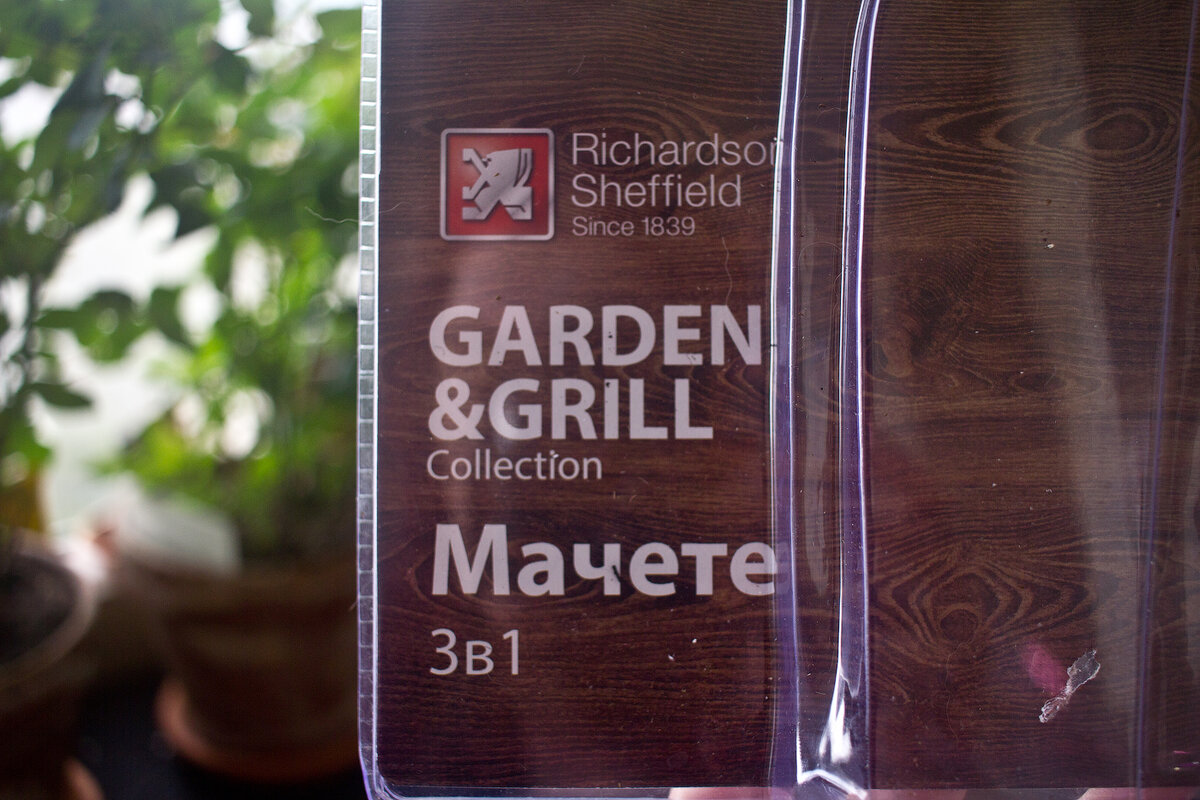 Richardson
Sheffield
Since 1839
GARDEN
&GRILL
Collection
Мачете
3в1